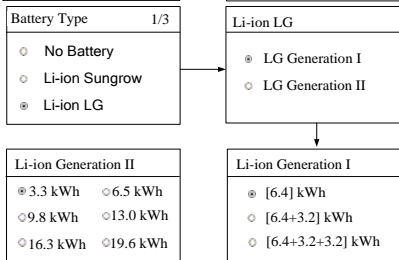 Battery Type 1/3
No Battery
Li-ion Sungrow
Li-ion LG
Li-ion LG
LG Generation I
LG Generation II
Li-ion Generation II
3.3 kWh 6.5 kWh
9.8 kWh 13.0 kWh
16.3 kWh 19.6 kWh
Li-ion Generation I
[6.4] kWh
[6.4+3.2] kWh
[6.4+3.2+3.2] kWh